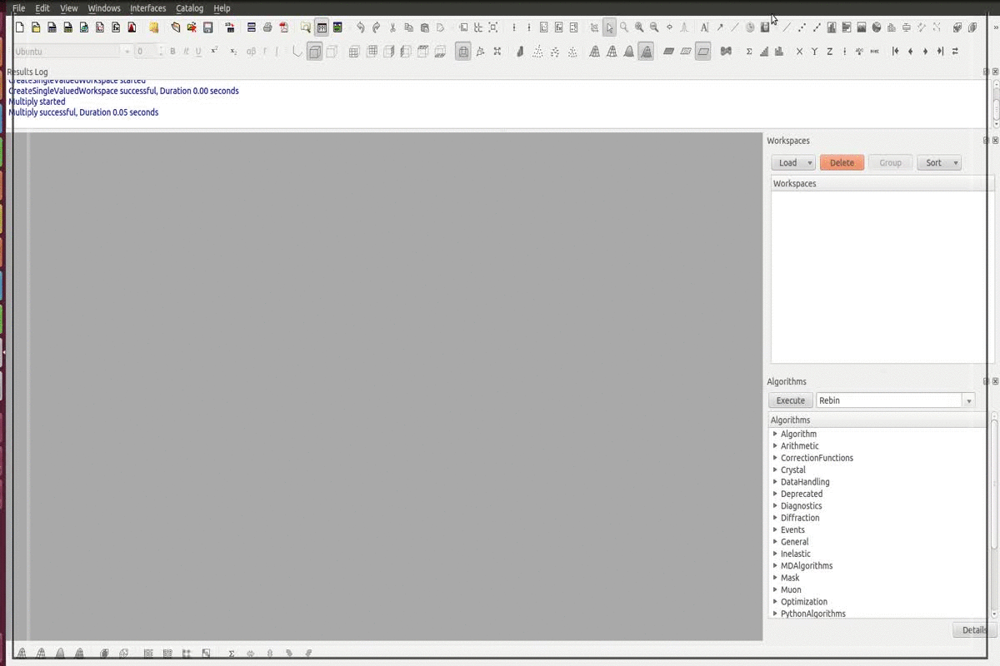 File Edit View Windows Interfaces Catalog Help
Ubuntu 0 B It U x² x₂ αβ Γ
Σ X Y Z
Results Log
CreateSingleValuedWorkspace started
CreateSingleValuedWorkspace successful, Duration 0.00 seconds
Multiply started
Multiply successful, Duration 0.05 seconds
Workspaces
Load Delete Group Sort
Workspaces
Algorithms
Execute Rebin
Algorithms
Algorithm
Arithmetic
CorrectionFunctions
Crystal
DataHandling
Deprecated
Diagnostics
Diffraction
Events
General
Inelastic
MDAlgorithms
Mask
Muon
Optimization
PythonAlgorithms
Details
Σ